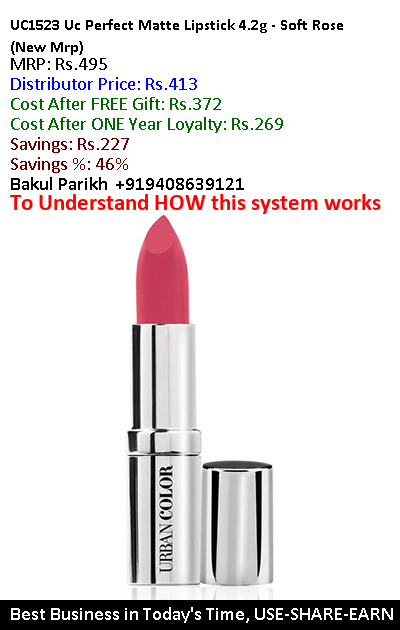 UC1523 Uc Perfect Matte Lipstick 4.2g - Soft Rose
(New Mrp)
MRP: Rs.495
Distributor Price: Rs.413
Cost After FREE Gift: Rs.372
Cost After ONE Year Loyalty: Rs.269
Savings: Rs.227
Savings %: 46%
Bakul Parikh +919408639121
To Understand HOW this system works
URBAN COLOR
Best Business in Today's Time, USE-SHARE-EARN